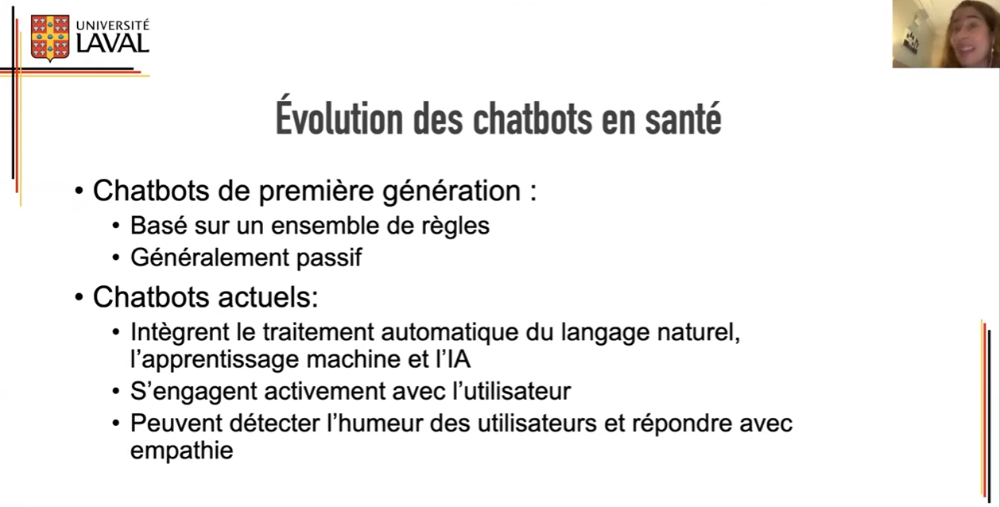 UNIVERSITÉ
LAVAL
Évolution des chatbots en santé
• Chatbots de première génération :
• Basé sur un ensemble de règles
• Généralement passif
• Chatbots actuels:
• Intègrent le traitement automatique du langage naturel,
l’apprentissage machine et l’IA
• S’engagent activement avec l’utilisateur
• Peuvent détecter l’humeur des utilisateurs et répondre avec
empathie